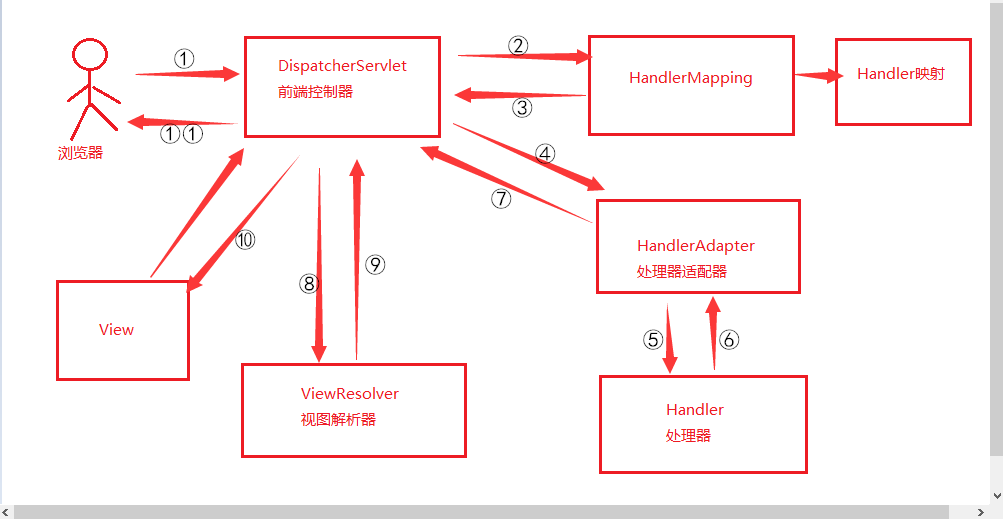 ①
DispatcherServlet
前端控制器
②
HandlerMapping
Handler映射
③
①①
浏览器
④
⑦
HandlerAdapter
处理器适配器
⑩
⑧
⑨
View
⑤
⑥
ViewResolver
视图解析器
Handler
处理器